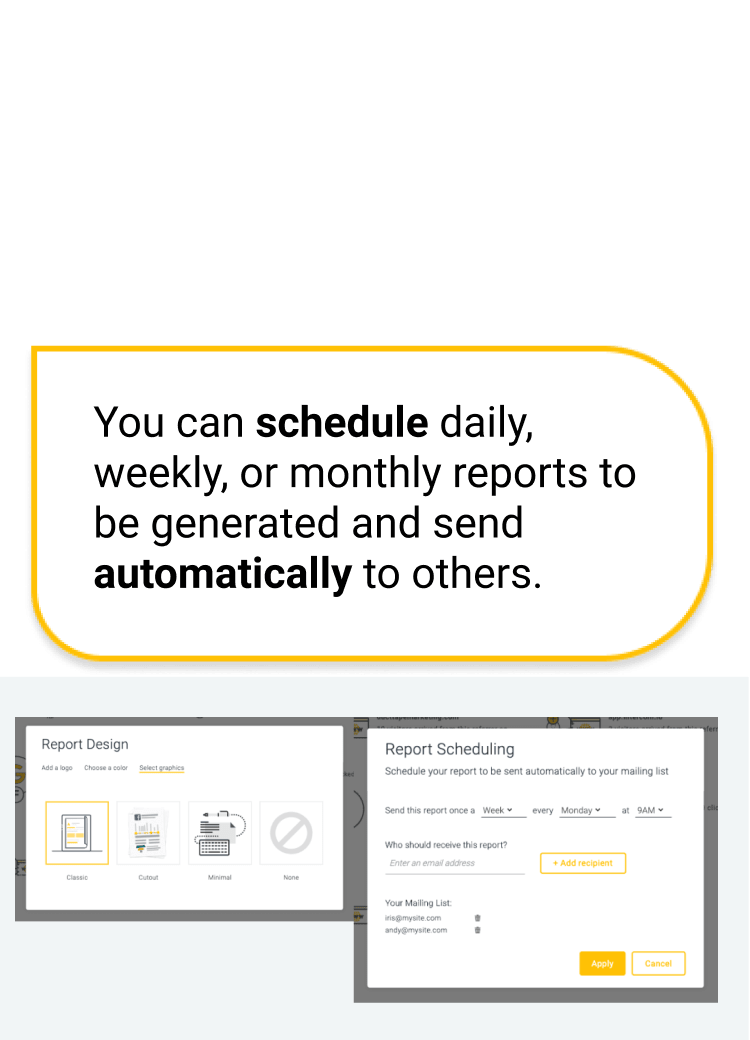 You can schedule daily,
weekly, or monthly reports to
be generated and send
automatically to others.
Report Design
Add a logo Choose a color Select graphics
Classic Cutout Minimal None
Report Scheduling
Schedule your report to be sent automatically to your mailing list
Send this report once a Week every Monday at 9AM
Who should receive this report?
Enter an email address + Add recipient
Your Mailing List:
iris@mysite.com
andy@mysite.com
Apply Cancel